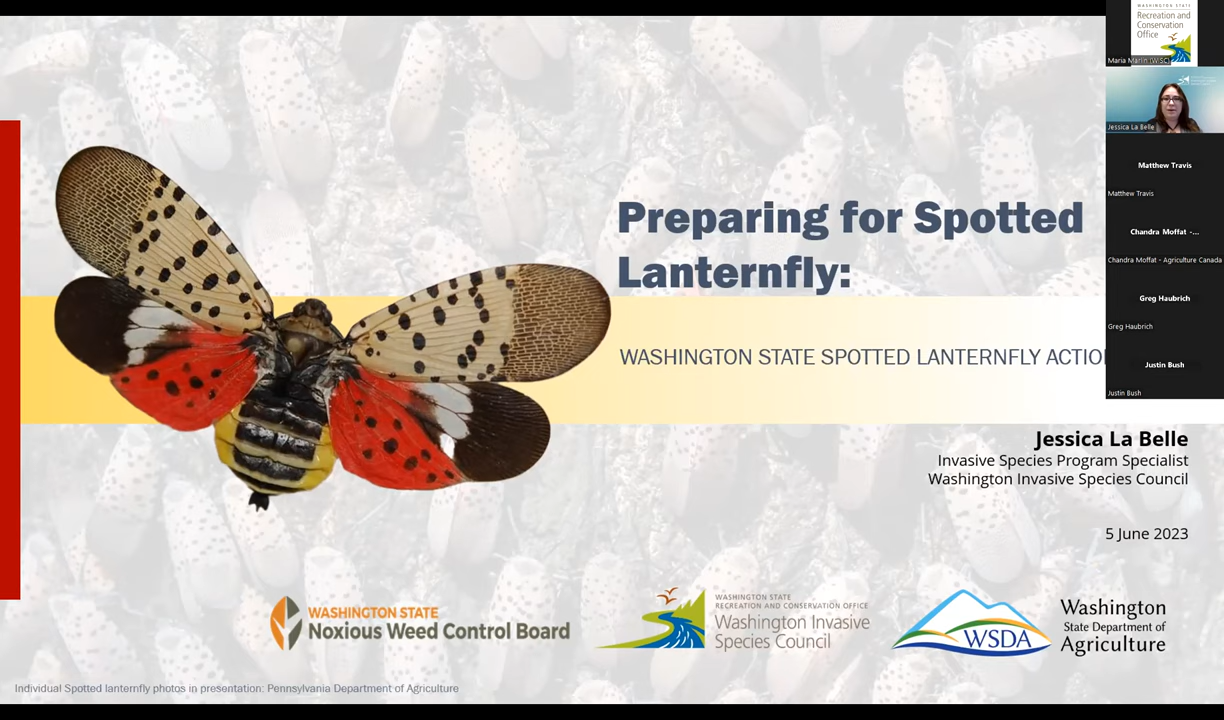 Preparing for Spotted
Lanternfly:
WASHINGTON STATE SPOTTED LANTERNFLY ACTIO
Jessica La Belle
Invasive Species Program Specialist
Washington Invasive Species Council
5 June 2023
WASHINGTON STATE
Noxious Weed Control Board
WASHINGTON STATE
RECREATION AND CONSERVATION OFFICE
Washington Invasive
Species Council
WSDA
Washington
State Department of
Agriculture
Individual Spotted lanternfly photos in presentation: Pennsylvania Department of Agriculture
WASHINGTON STATE
Recreation and
Conservation
Office
Maria Marlin (WISC)
Jessica La Belle
Matthew Travis
Matthew Travis
Chandra Moffat -...
Chandra Moffat - Agriculture Canada
Greg Haubrich
Greg Haubrich
Justin Bush
Justin Bush